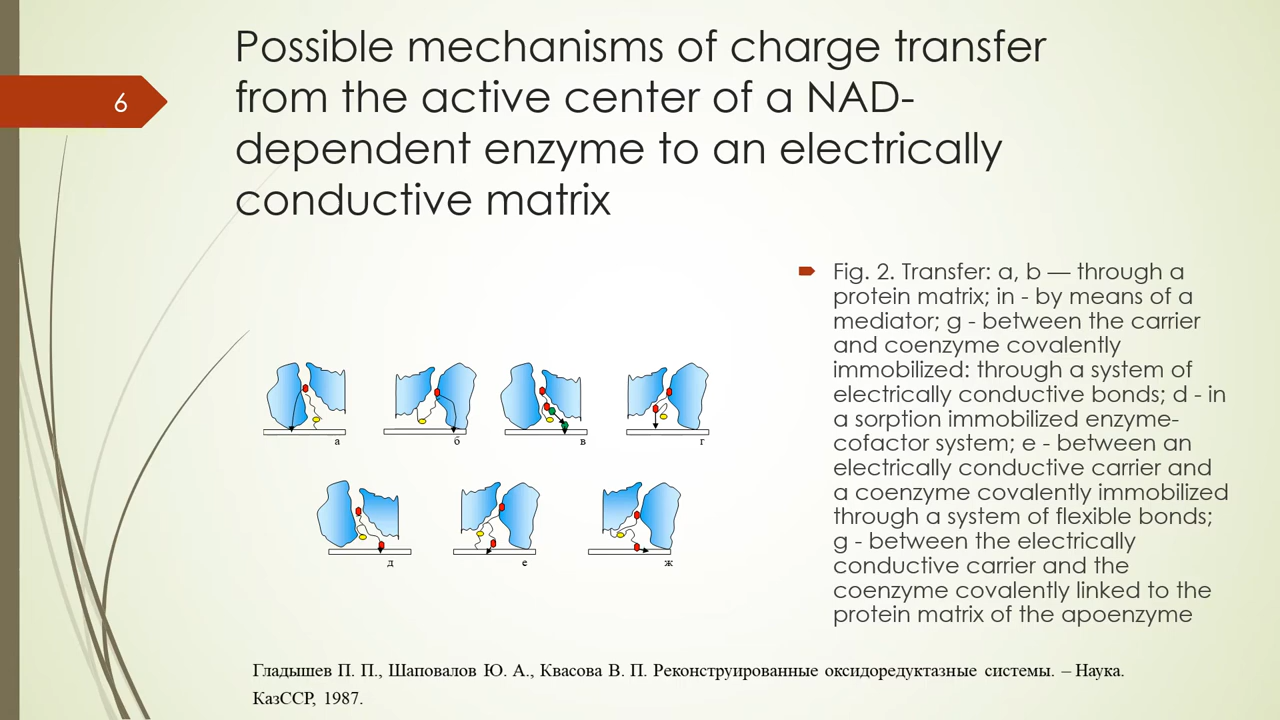 6
Possible mechanisms of charge transfer
from the active center of a NAD-
dependent enzyme to an electrically
conductive matrix
Fig. 2. Transfer: a, b — through a
protein matrix; in - by means of a
mediator; g - between the carrier
and coenzyme covalently
immobilized: through a system of
electrically conductive bonds; d - in
a sorption immobilized enzyme-
cofactor system; e - between an
electrically conductive carrier and
a coenzyme covalently immobilized
through a system of flexible bonds;
g - between the electrically
conductive carrier and the
coenzyme covalently linked to the
protein matrix of the apoenzyme
а б в г
д е ж
Гладышев П. П., Шаповалов Ю. А., Квасова В. П. Реконструированные оксидоредуктазные системы. – Наука.
КазССР, 1987.